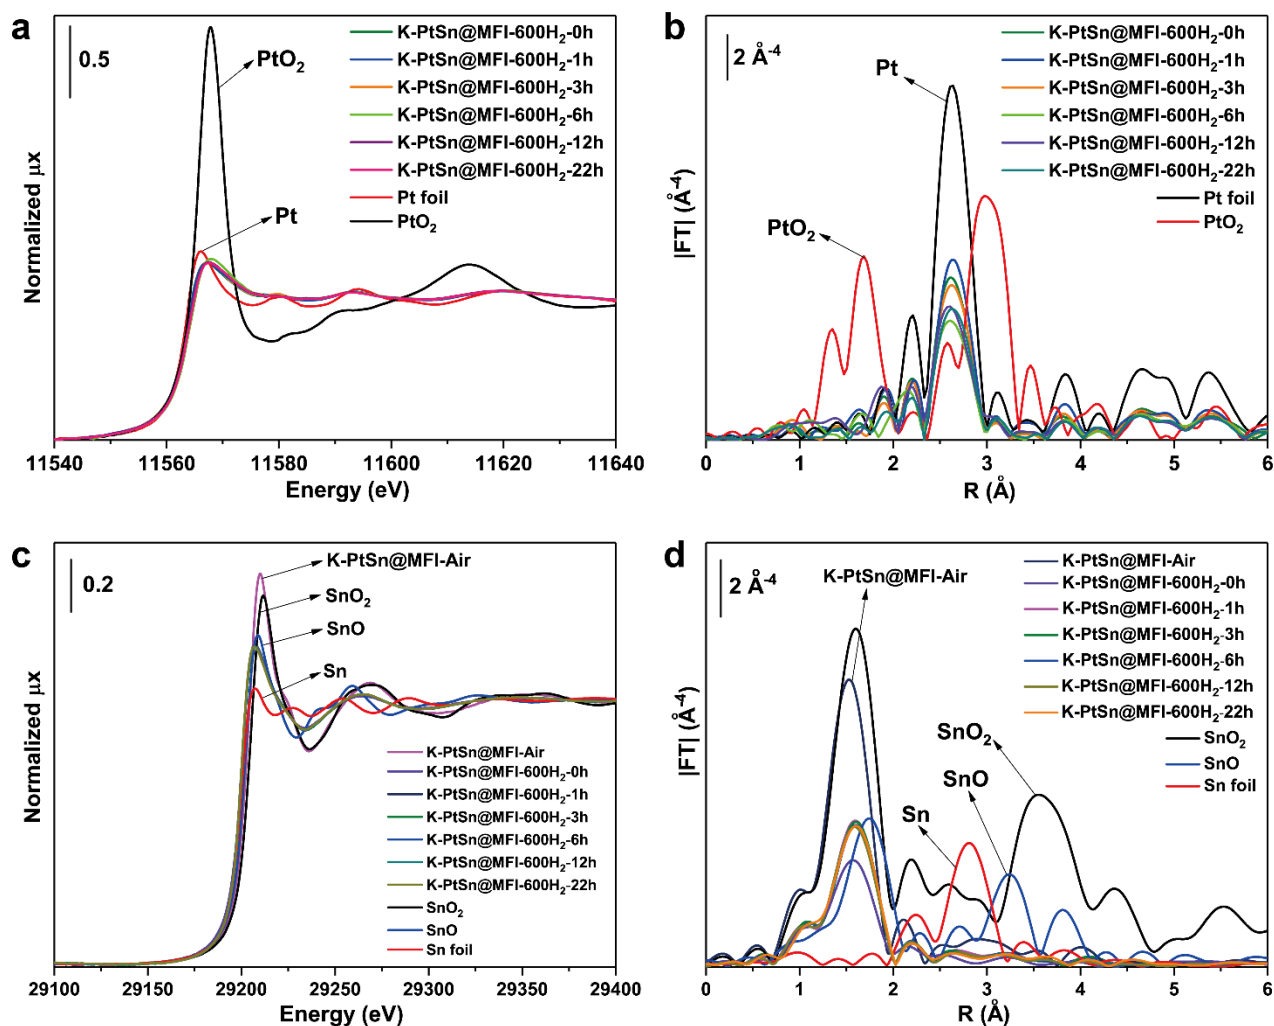 a
0.5
PtO₂
Pt
K-PtSn@MFI-600H₂-0h
K-PtSn@MFI-600H₂-1h
K-PtSn@MFI-600H₂-3h
K-PtSn@MFI-600H₂-6h
K-PtSn@MFI-600H₂-12h
K-PtSn@MFI-600H₂-22h
Pt foil
PtO₂
Normalized μx
11540 11560 11580 11600 11620 11640
Energy (eV)
b
2 Å⁻⁴
Pt
PtO₂
K-PtSn@MFI-600H₂-0h
K-PtSn@MFI-600H₂-1h
K-PtSn@MFI-600H₂-3h
K-PtSn@MFI-600H₂-6h
K-PtSn@MFI-600H₂-12h
K-PtSn@MFI-600H₂-22h
Pt foil
PtO₂
|FT| (Å⁻⁴)
0 1 2 3 4 5 6
R (Å)
c
0.2
K-PtSn@MFI-Air
SnO₂
SnO
Sn
K-PtSn@MFI-Air
K-PtSn@MFI-600H₂-0h
K-PtSn@MFI-600H₂-1h
K-PtSn@MFI-600H₂-3h
K-PtSn@MFI-600H₂-6h
K-PtSn@MFI-600H₂-12h
K-PtSn@MFI-600H₂-22h
SnO₂
SnO
Sn foil
Normalized μx
29100 29150 29200 29250 29300 29350 29400
Energy (eV)
d
2 Å⁻⁴
K-PtSn@MFI-Air
Sn
SnO
SnO₂
K-PtSn@MFI-Air
K-PtSn@MFI-600H₂-0h
K-PtSn@MFI-600H₂-1h
K-PtSn@MFI-600H₂-3h
K-PtSn@MFI-600H₂-6h
K-PtSn@MFI-600H₂-12h
K-PtSn@MFI-600H₂-22h
SnO₂
SnO
Sn foil
|FT| (Å⁻⁴)
0 1 2 3 4 5 6
R (Å)